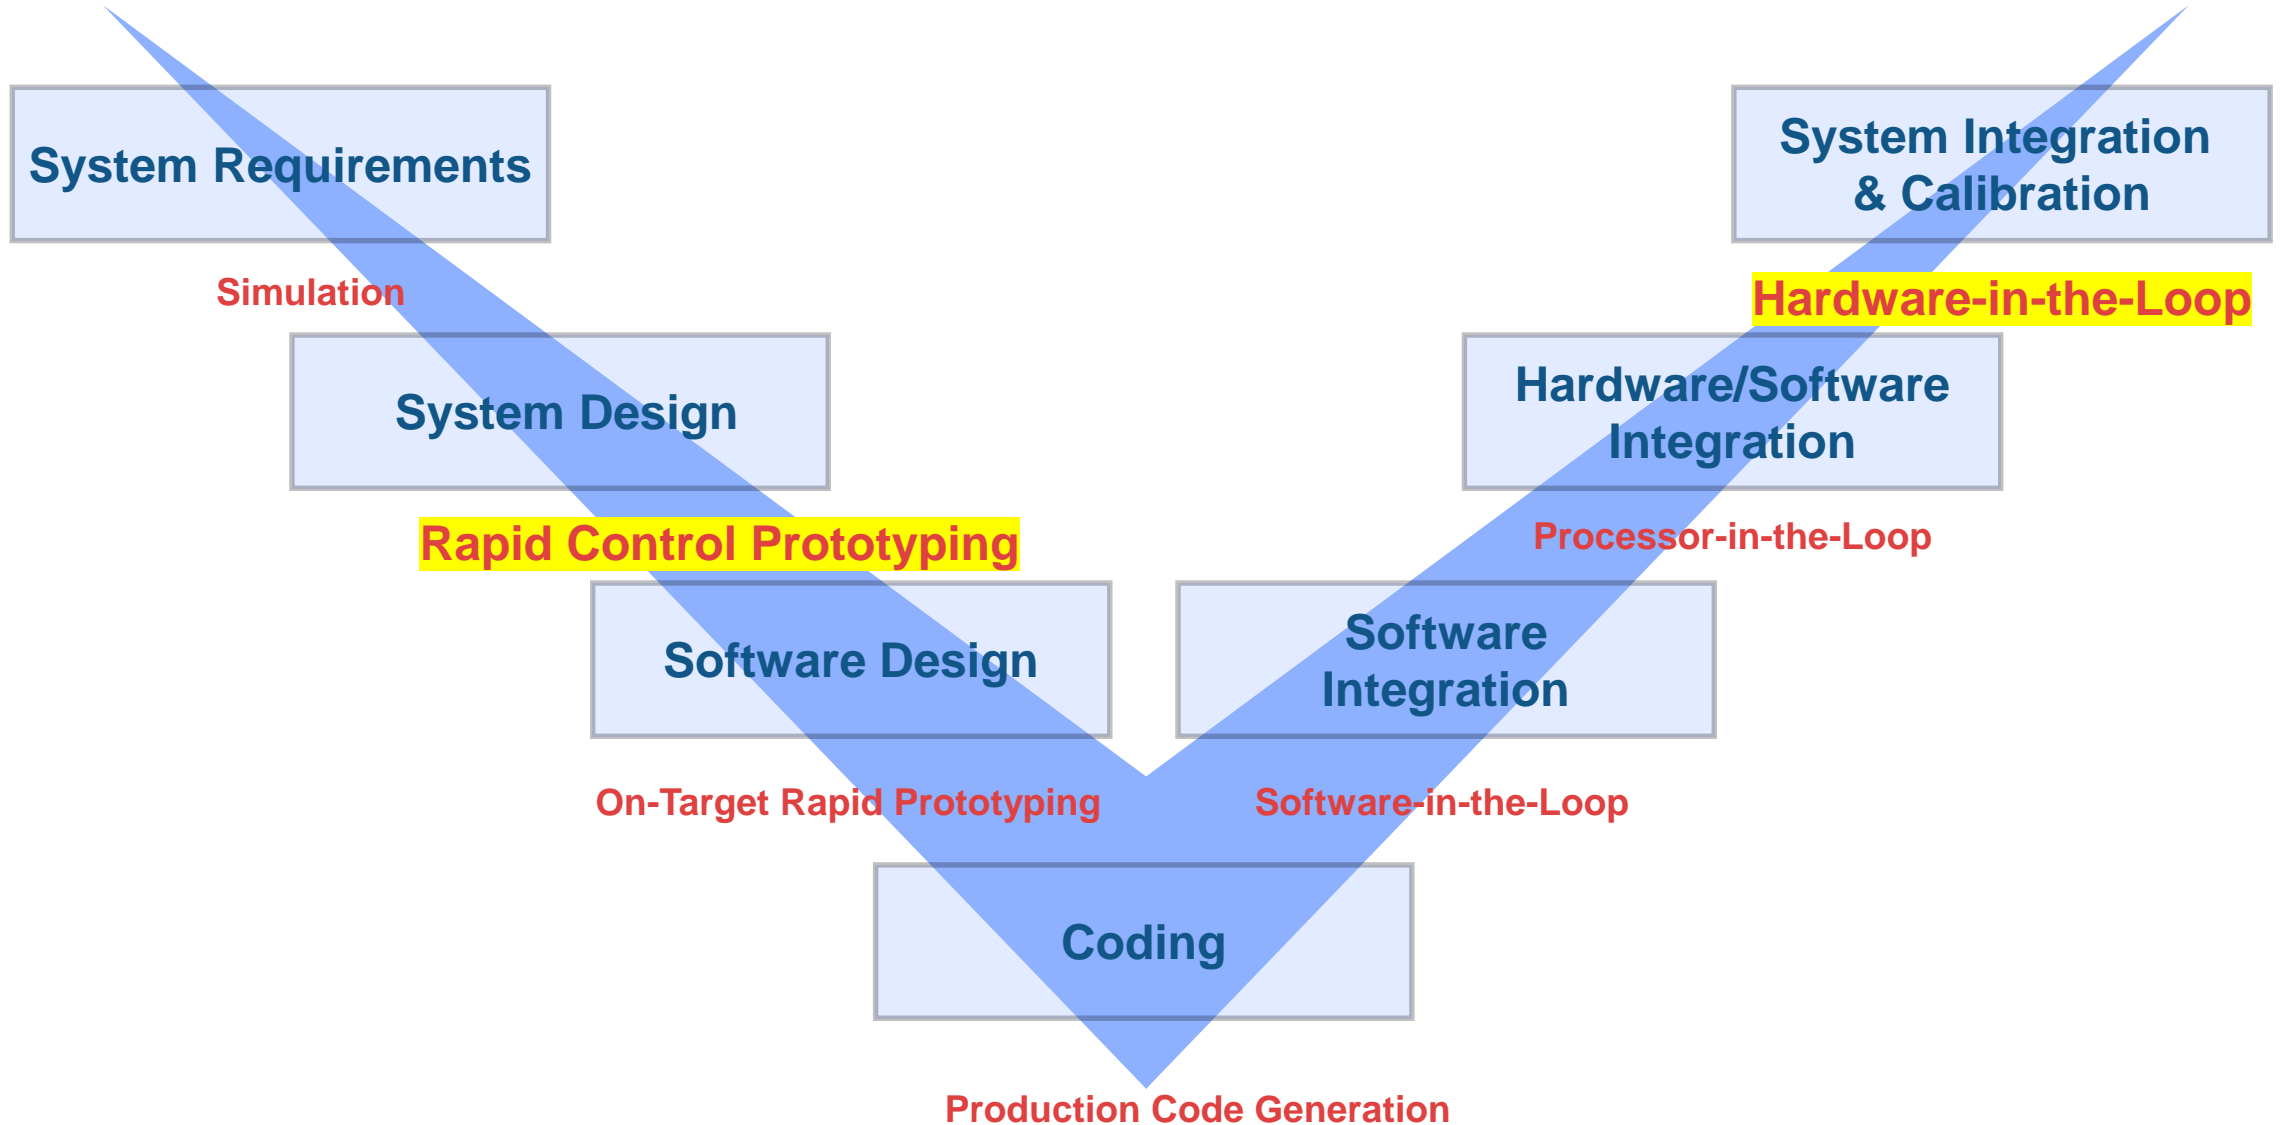 System Requirements
System Integration
& Calibration
Simulation
Hardware-in-the-Loop
System Design
Hardware/Software
Integration
Rapid Control Prototyping
Processor-in-the-Loop
Software Design
Software
Integration
On-Target Rapid Prototyping
Software-in-the-Loop
Coding
Production Code Generation